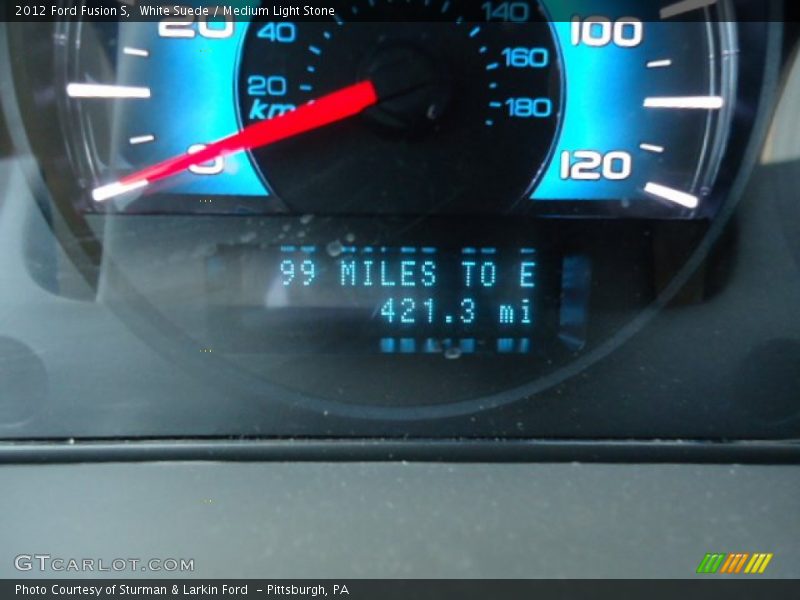 2012 Ford Fusion S, White Suede / Medium Light Stone
20 40 140 100
20 160
km/ 180
0 120
99 MILES TO E
421.3 mi
GTCARLOT.COM
Photo Courtesy of Sturman & Larkin Ford - Pittsburgh, PA